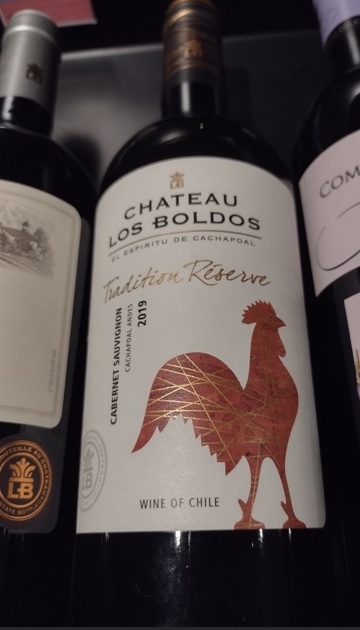 LB
CHATEAU
LOS BOLDOS
EL ESPIRITU DE CACHAPOAL
Tradition Réserve
CABERNET SAUVIGNON
CACHAPOAL ANDES
2019
WINE OF CHILE
LB
COM